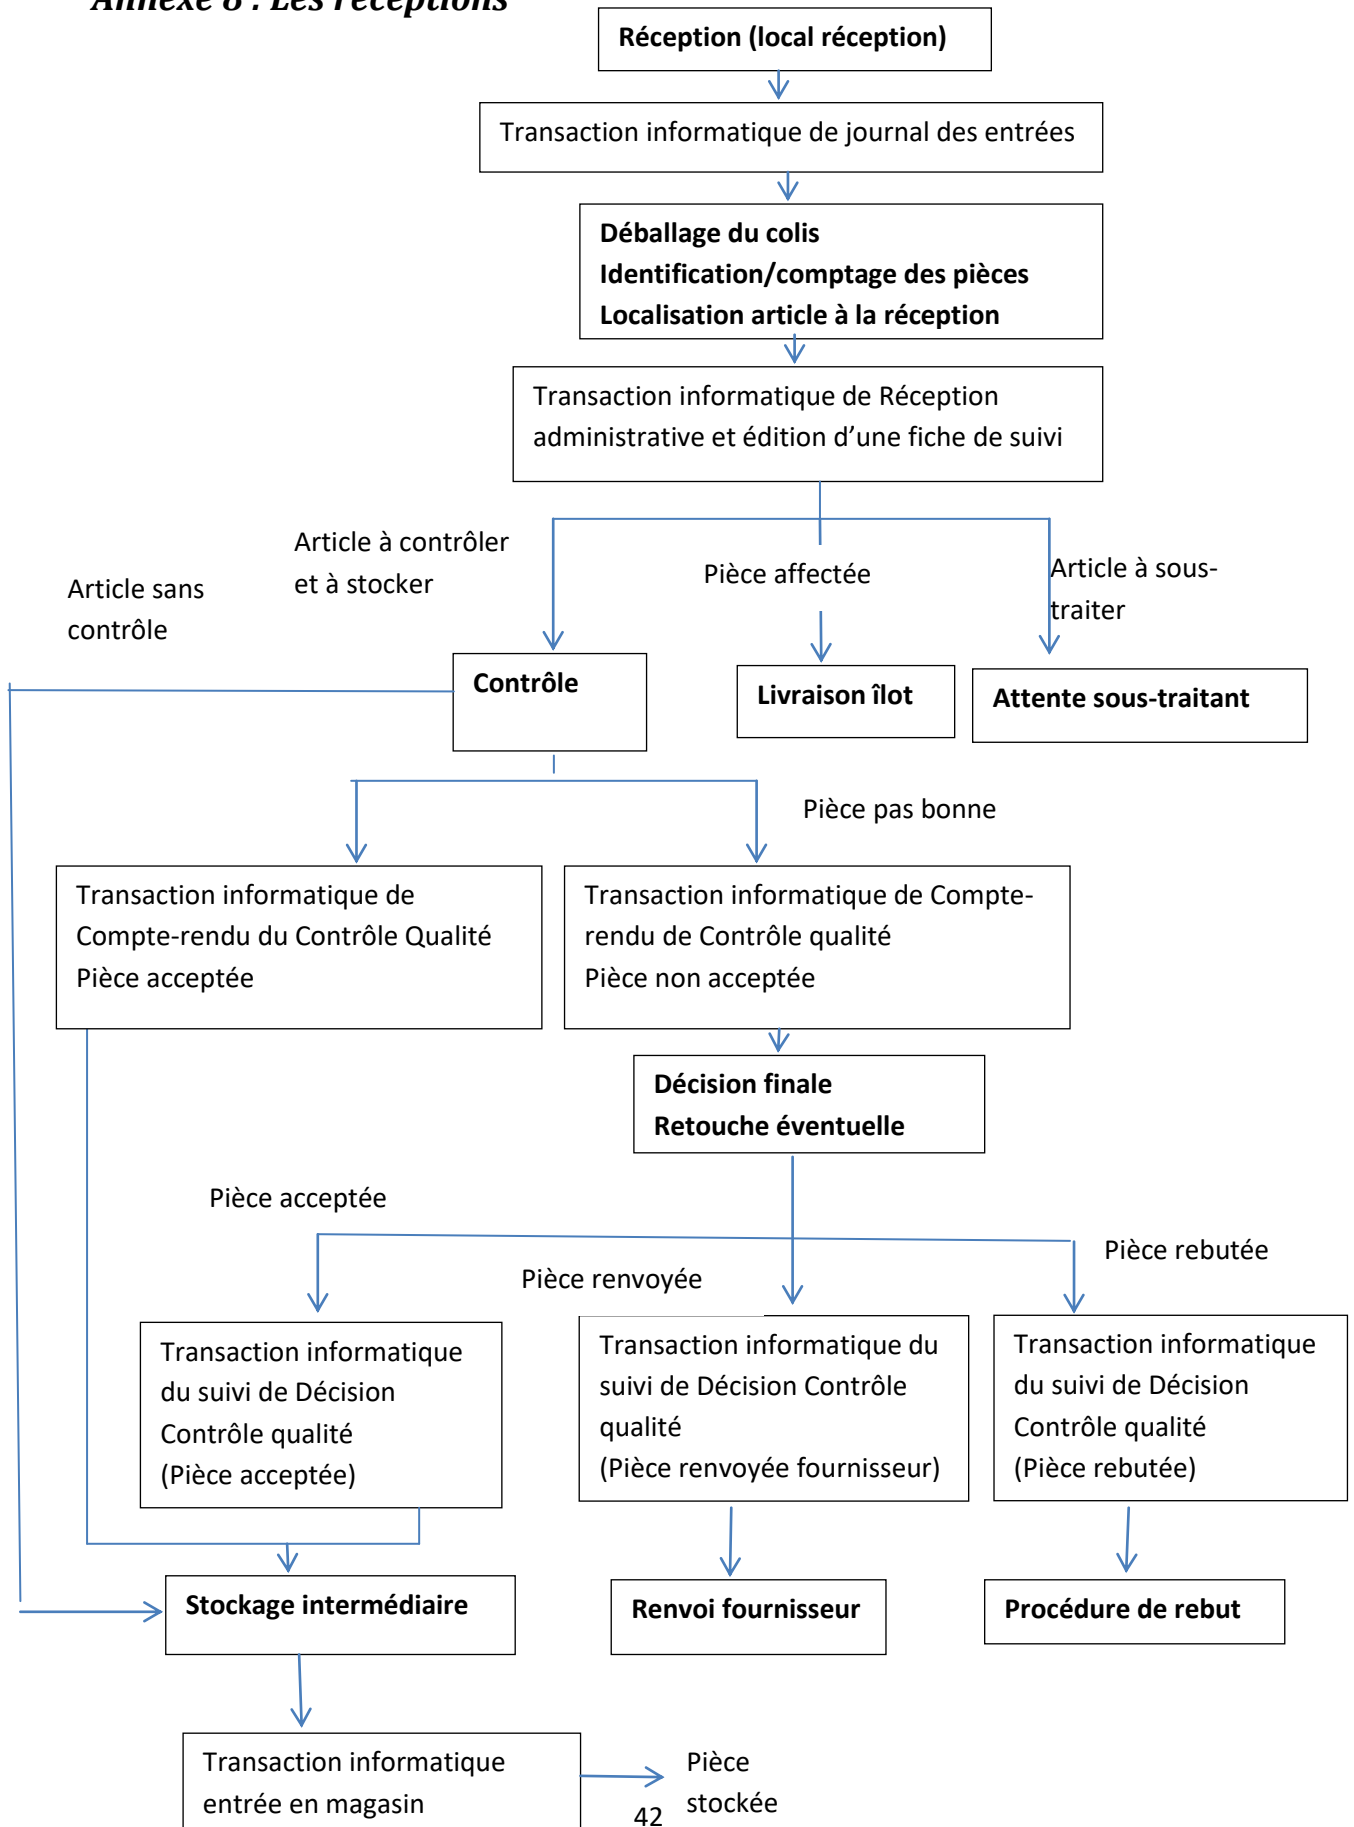 Annexe 8 : Les réceptions
Réception (local réception)
Transaction informatique de journal des entrées
Déballage du colis
Identification/comptage des pièces
Localisation article à la réception
Transaction informatique de Réception
administrative et édition d’une fiche de suivi
Article à contrôler
et à stocker
Pièce affectée
Article à sous-
traiter
Article sans
contrôle
Contrôle
Livraison îlot
Attente sous-traitant
Pièce pas bonne
Transaction informatique de
Compte-rendu du Contrôle Qualité
Pièce acceptée
Transaction informatique de Compte-
rendu de Contrôle qualité
Pièce non acceptée
Décision finale
Retouche éventuelle
Pièce acceptée
Pièce renvoyée
Pièce rebutée
Transaction informatique
du suivi de Décision
Contrôle qualité
(Pièce acceptée)
Transaction informatique du
suivi de Décision Contrôle
qualité
(Pièce renvoyée fournisseur)
Transaction informatique
du suivi de Décision
Contrôle qualité
(Pièce rebutée)
Stockage intermédiaire
Renvoi fournisseur
Procédure de rebut
Transaction informatique
entrée en magasin
Pièce
stockée
42